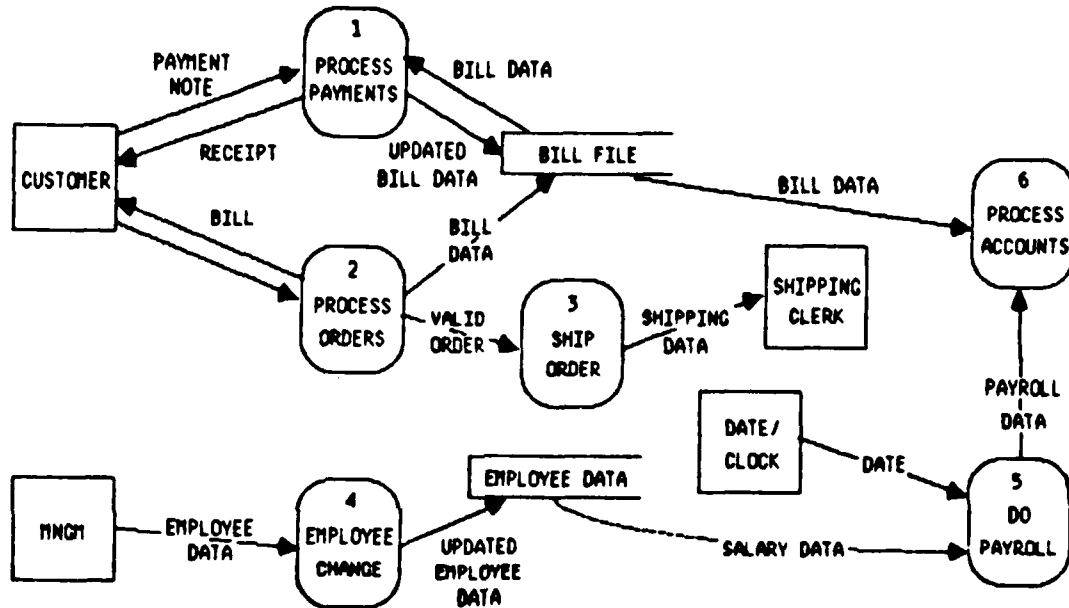 1
PROCESS
PAYMENTS
PAYMENT
NOTE
BILL DATA
RECEIPT
UPDATED
BILL DATA
BILL FILE
CUSTOMER
BILL
BILL
DATA
BILL DATA
6
PROCESS
ACCOUNTS
2
PROCESS
ORDERS
VALID
ORDER
3
SHIP
ORDER
SHIPPING
DATA
SHIPPING
CLERK
PAYROLL
DATA
DATE/
CLOCK
DATE
5
DO
PAYROLL
MNGM
EMPLOYEE
DATA
4
EMPLOYEE
CHANGE
EMPLOYEE DATA
UPDATED
EMPLOYEE
DATA
SALARY DATA